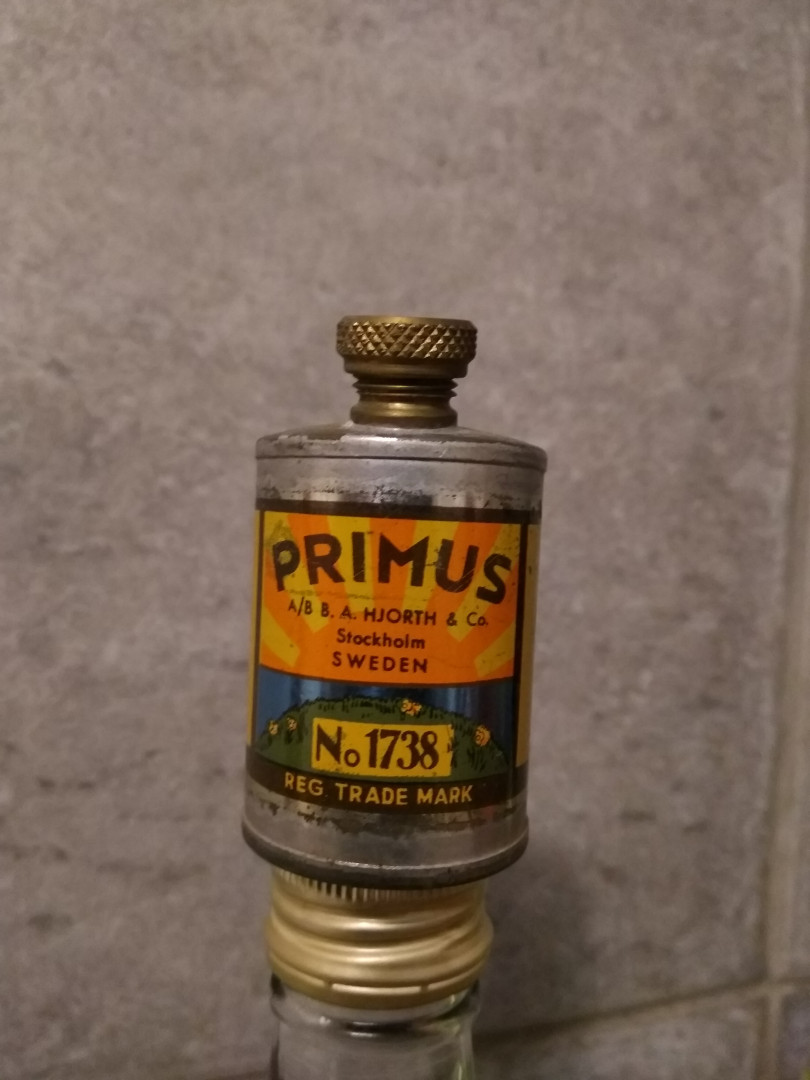 PRIMUS
A/B B. A. HJORTH & Co.
Stockholm
SWEDEN
No 1738
REG. TRADE MARK